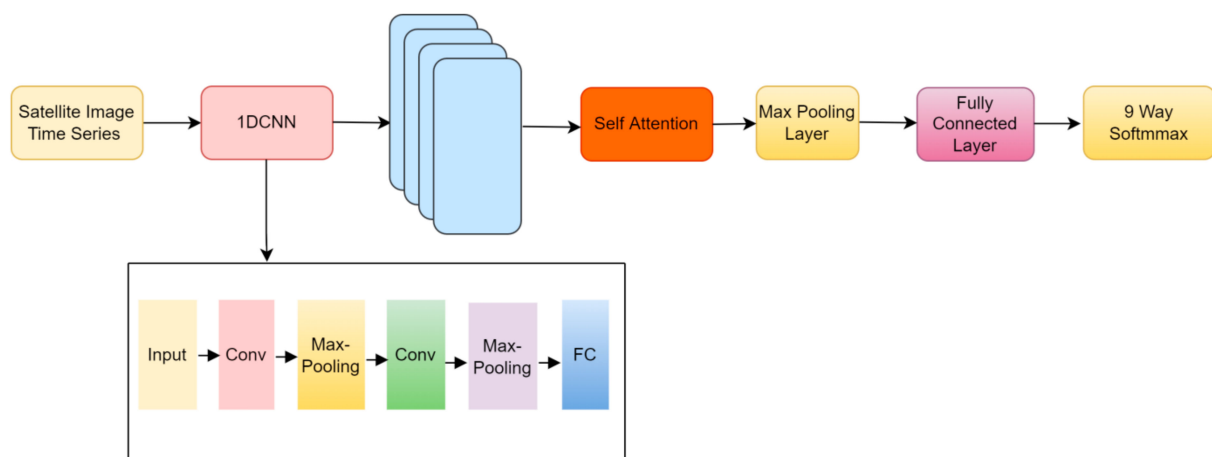 Satellite Image
Time Series
1DCNN
Self Attention
Max Pooling
Layer
Fully
Connected
Layer
9 Way
Softmmax
Input
Conv
Max-
Pooling
Conv
Max-
Pooling
FC